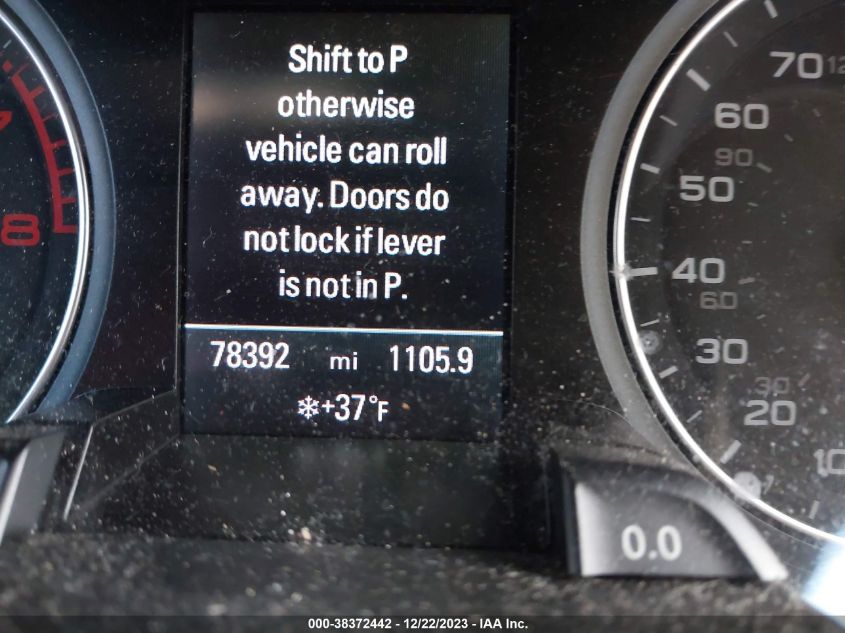 Shift to P
otherwise
vehicle can roll
away. Doors do
not lock if lever
is not in P.
78392 mi 1105.9
❄+37°F
8
70
60
90
50
40
60
30
30
20
10
0.0
000-38372442 - 12/22/2023 - IAA Inc.